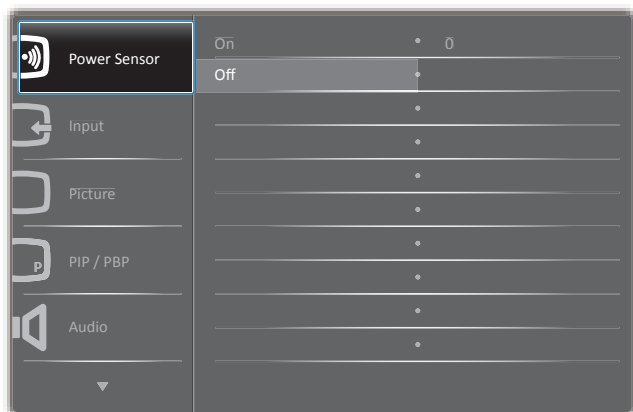 Power Sensor
On 0
Off
Input
Picture
PIP / PBP
p
Audio